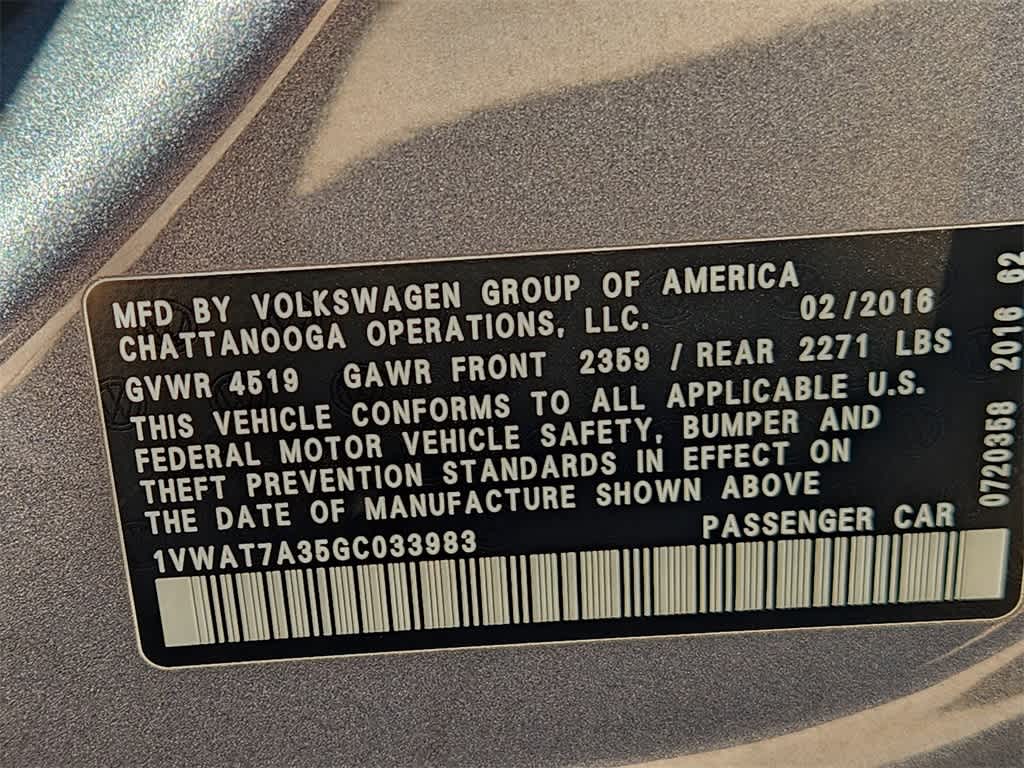 MFD BY VOLKSWAGEN GROUP OF AMERICA
CHATTANOOGA OPERATIONS, LLC. 02/2016
GVWR 4519 GAWR FRONT 2359 / REAR 2271 LBS
THIS VEHICLE CONFORMS TO ALL APPLICABLE U.S.
FEDERAL MOTOR VEHICLE SAFETY, BUMPER AND
THEFT PREVENTION STANDARDS IN EFFECT ON
THE DATE OF MANUFACTURE SHOWN ABOVE
1VWAT7A35GC033983 PASSENGER CAR
0720358 2016 62